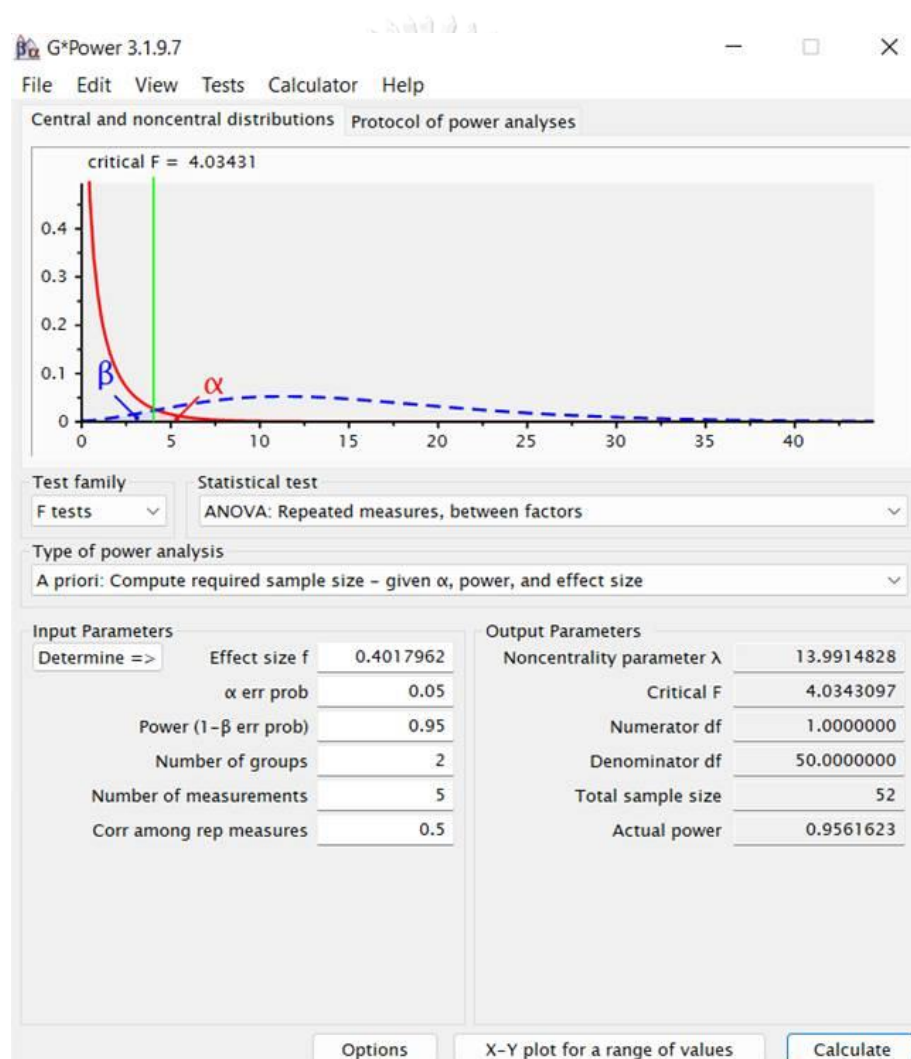 βα G*Power 3.1.9.7
File Edit View Tests Calculator Help
Central and noncentral distributions Protocol of power analyses
critical F = 4.03431
0.4
0.3
0.2
0.1
0
β
α
0 5 10 15 20 25 30 35 40
Test family Statistical test
F tests ANOVA: Repeated measures, between factors
Type of power analysis
A priori: Compute required sample size – given α, power, and effect size
Input Parameters Output Parameters
Determine => Effect size f 0.4017962 Noncentrality parameter λ 13.9914828
α err prob 0.05 Critical F 4.0343097
Power (1–β err prob) 0.95 Numerator df 1.0000000
Number of groups 2 Denominator df 50.0000000
Number of measurements 5 Total sample size 52
Corr among rep measures 0.5 Actual power 0.9561623
Options X-Y plot for a range of values Calculate